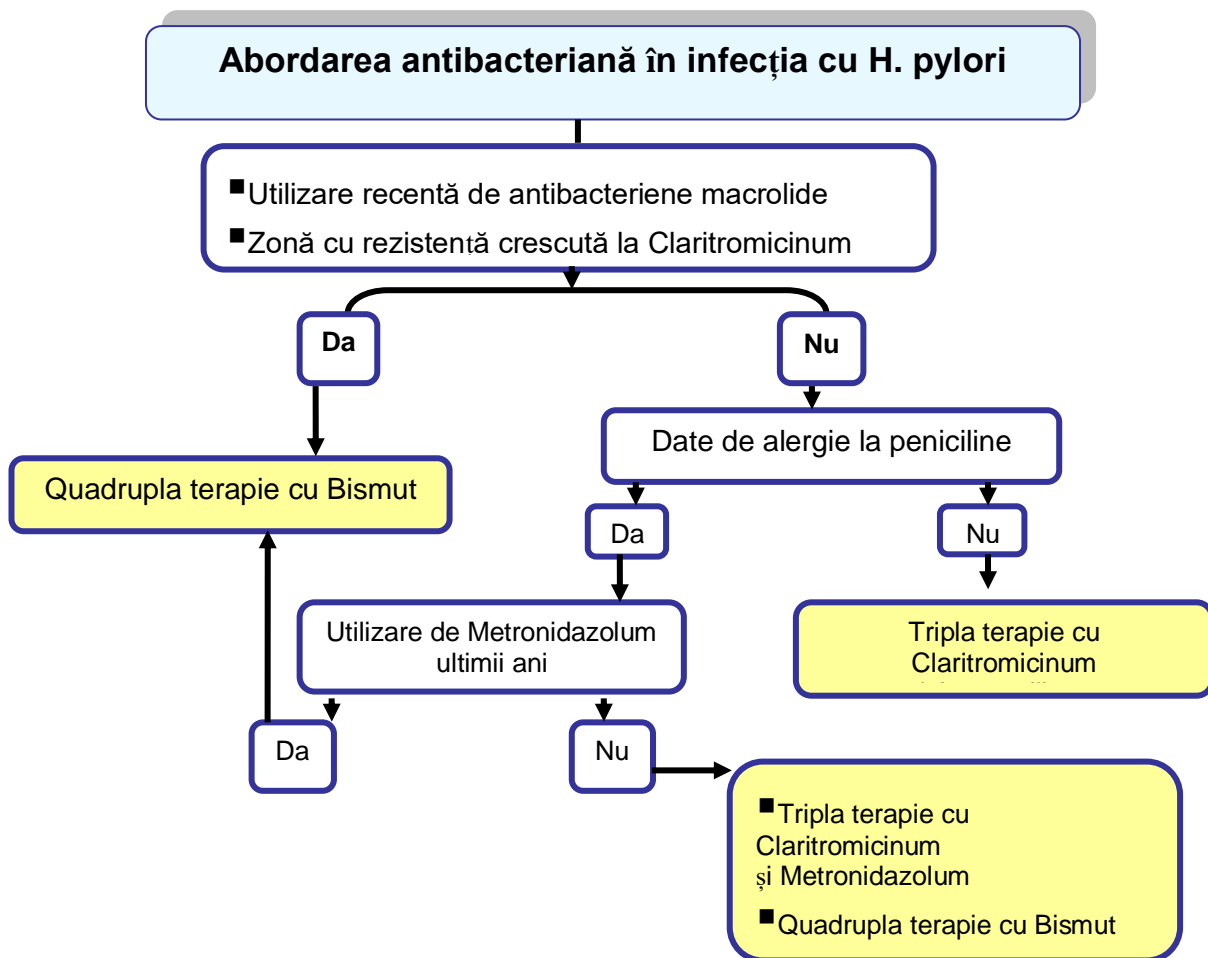 Abordarea antibacteriană în infecția cu H. pylori
■Utilizare recentă de antibacteriene macrolide
■Zonă cu rezistență crescută la Claritromicinum
Da
Nu
Date de alergie la peniciline
Quadrupla terapie cu Bismut
Da
Nu
Utilizare de Metronidazolum
ultimii ani
Tripla terapie cu
Claritromicinum
Da
Nu
■Tripla terapie cu
Claritromicinum
și Metronidazolum
■Quadrupla terapie cu Bismut